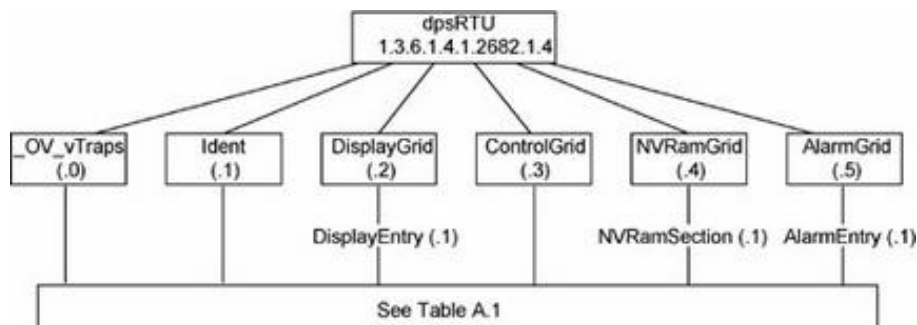 dpsRTU
1.3.6.1.4.1.2682.1.4
_OV_vTraps
(.0)
Ident
(.1)
DisplayGrid
(.2)
ControlGrid
(.3)
NVRamGrid
(.4)
AlarmGrid
(.5)
DisplayEntry (.1)
NVRamSection (.1)
AlarmEntry (.1)
See Table A.1